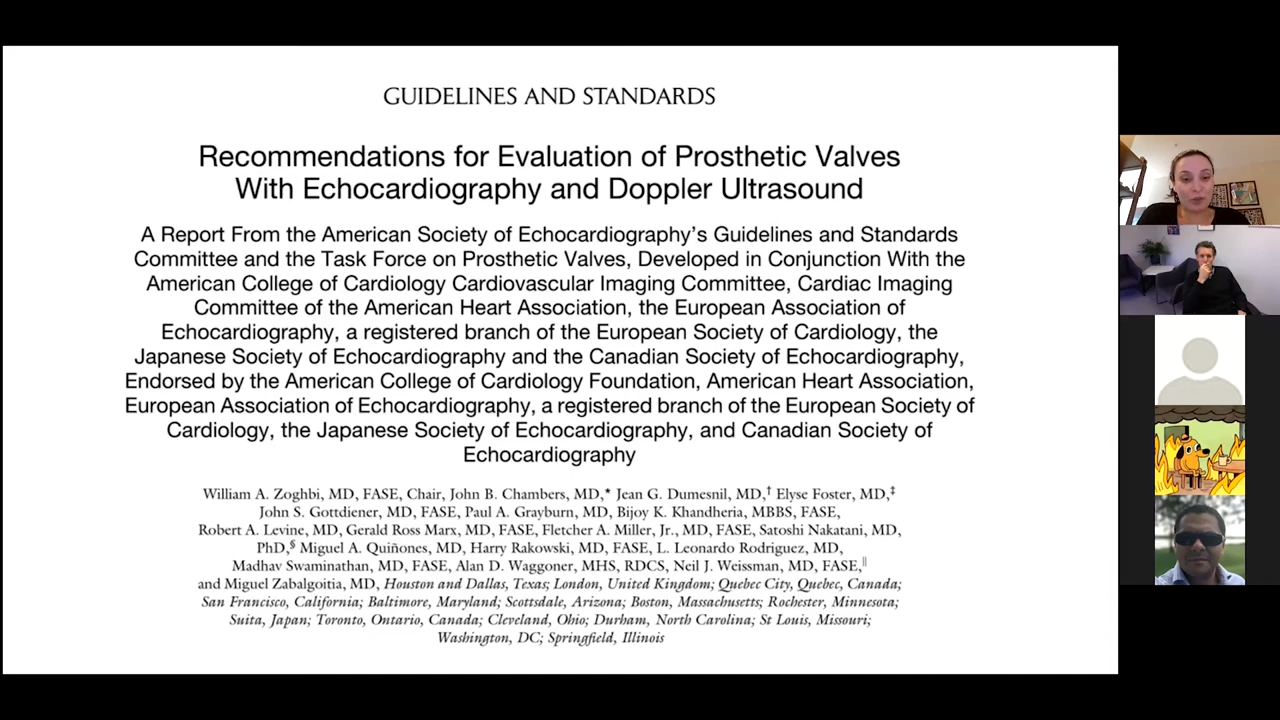 GUIDELINES AND STANDARDS
Recommendations for Evaluation of Prosthetic Valves
With Echocardiography and Doppler Ultrasound
A Report From the American Society of Echocardiography’s Guidelines and Standards
Committee and the Task Force on Prosthetic Valves, Developed in Conjunction With the
American College of Cardiology Cardiovascular Imaging Committee, Cardiac Imaging
Committee of the American Heart Association, the European Association of
Echocardiography, a registered branch of the European Society of Cardiology, the
Japanese Society of Echocardiography and the Canadian Society of Echocardiography,
Endorsed by the American College of Cardiology Foundation, American Heart Association,
European Association of Echocardiography, a registered branch of the European Society of
Cardiology, the Japanese Society of Echocardiography, and Canadian Society of
Echocardiography
William A. Zoghbi, MD, FASE, Chair, John B. Chambers, MD,* Jean G. Dumesnil, MD,† Elyse Foster, MD,‡
John S. Gottdiener, MD, FASE, Paul A. Grayburn, MD, Bijoy K. Khandheria, MBBS, FASE,
Robert A. Levine, MD, Gerald Ross Marx, MD, FASE, Fletcher A. Miller, Jr., MD, FASE, Satoshi Nakatani, MD,
PhD,§ Miguel A. Quiñones, MD, Harry Rakowski, MD, FASE, L. Leonardo Rodriguez, MD,
Madhav Swaminathan, MD, FASE, Alan D. Waggoner, MHS, RDCS, Neil J. Weissman, MD, FASE,‖
and Miguel Zabalgoitia, MD, Houston and Dallas, Texas; London, United Kingdom; Quebec City, Quebec, Canada;
San Francisco, California; Baltimore, Maryland; Scottsdale, Arizona; Boston, Massachusetts; Rochester, Minnesota;
Suita, Japan; Toronto, Ontario, Canada; Cleveland, Ohio; Durham, North Carolina; St Louis, Missouri;
Washington, DC; Springfield, Illinois